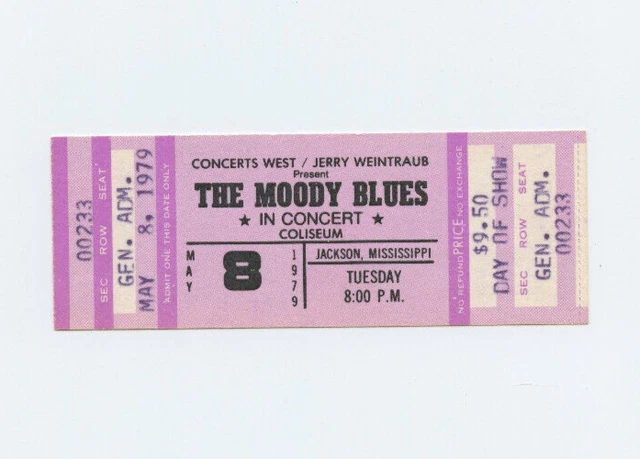 00233
SEC ROW SEAT
GEN. ADM.
MAY 8. 1979
ADMIT ONE THIS DATE ONLY
CONCERTS WEST / JERRY WEINTRAUB
Present
THE MOODY BLUES
★ IN CONCERT ★
COLISEUM
MAY
8
1979
JACKSON, MISSISSIPPI
TUESDAY
8:00 P.M.
NO REFUND PRICE NO EXCHANGE
$9.50
DAY OF SHOW
SEC ROW SEAT
GEN. ADM.
00233